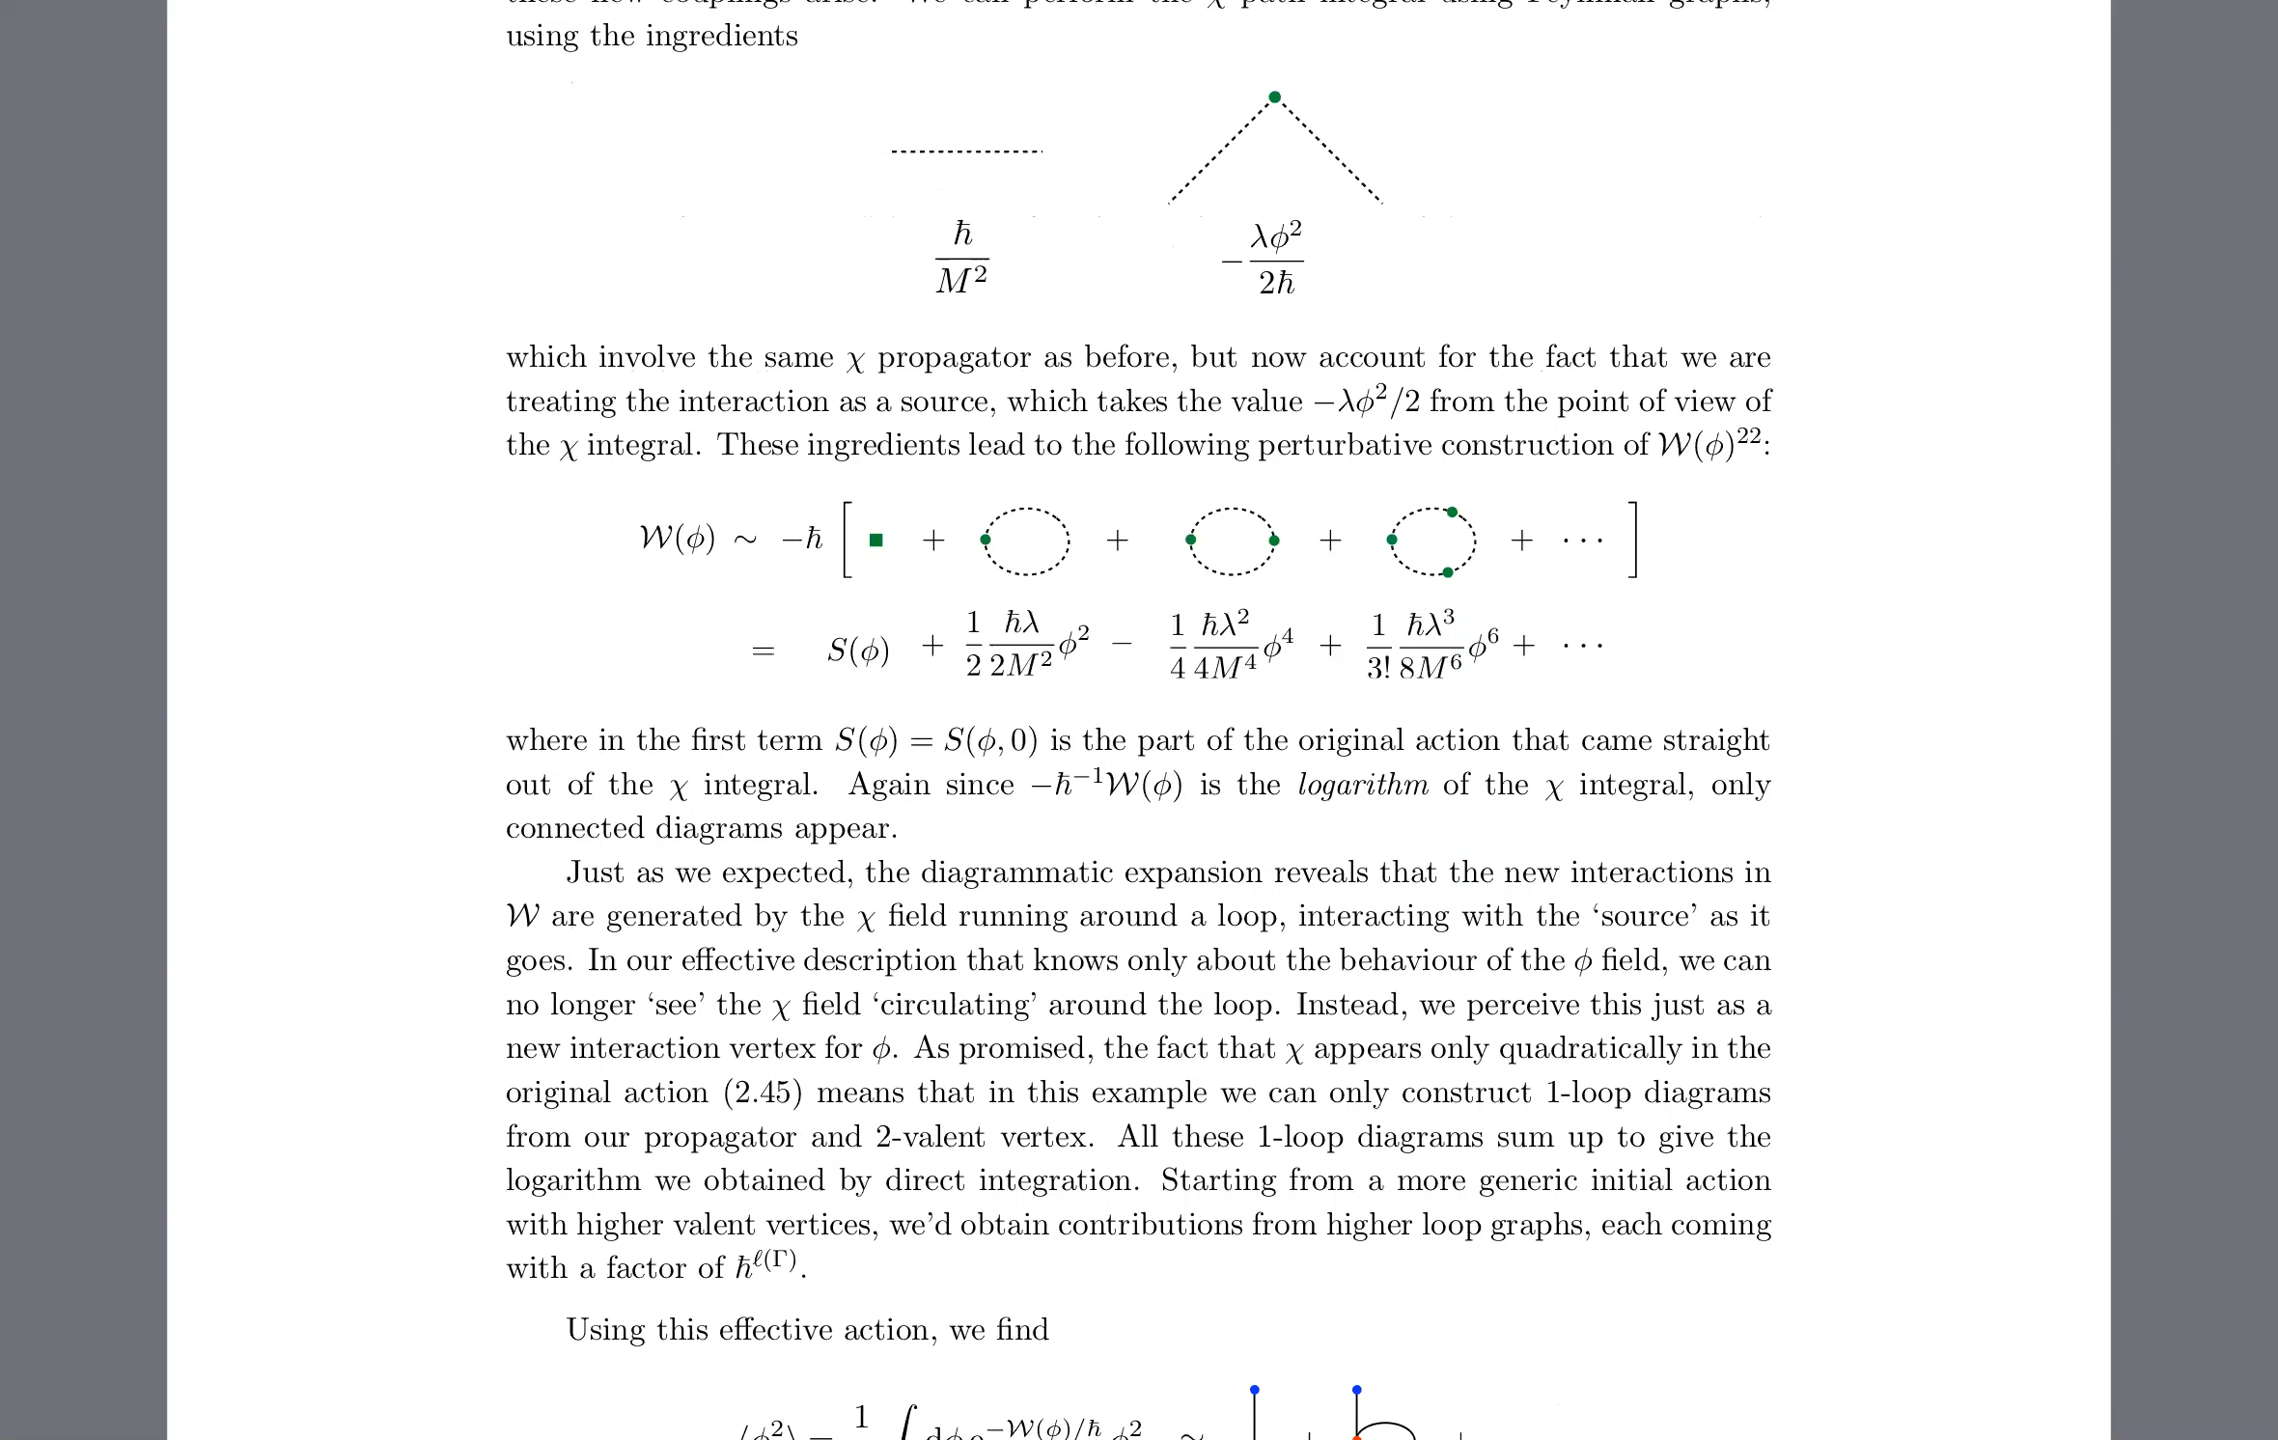 using the ingredients
ħ/M² −λϕ²/2ħ
which involve the same χ propagator as before, but now account for the fact that we are
treating the interaction as a source, which takes the value −λϕ²/2 from the point of view of
the χ integral. These ingredients lead to the following perturbative construction of 𝒲(ϕ)²²:
𝒲(ϕ) ∼ −ħ [ ■ + + + + ⋯ ]
= S(ϕ) + 1/2 ħλ/2M² ϕ² − 1/4 ħλ²/4M⁴ ϕ⁴ + 1/3! ħλ³/8M⁶ ϕ⁶ + ⋯
where in the first term S(ϕ) = S(ϕ, 0) is the part of the original action that came straight
out of the χ integral. Again since −ħ⁻¹𝒲(ϕ) is the logarithm of the χ integral, only
connected diagrams appear.
Just as we expected, the diagrammatic expansion reveals that the new interactions in
𝒲 are generated by the χ field running around a loop, interacting with the ‘source’ as it
goes. In our effective description that knows only about the behaviour of the ϕ field, we can
no longer ‘see’ the χ field ‘circulating’ around the loop. Instead, we perceive this just as a
new interaction vertex for ϕ. As promised, the fact that χ appears only quadratically in the
original action (2.45) means that in this example we can only construct 1-loop diagrams
from our propagator and 2-valent vertex. All these 1-loop diagrams sum up to give the
logarithm we obtained by direct integration. Starting from a more generic initial action
with higher valent vertices, we’d obtain contributions from higher loop graphs, each coming
with a factor of ħ^ℓ(Γ).
Using this effective action, we find